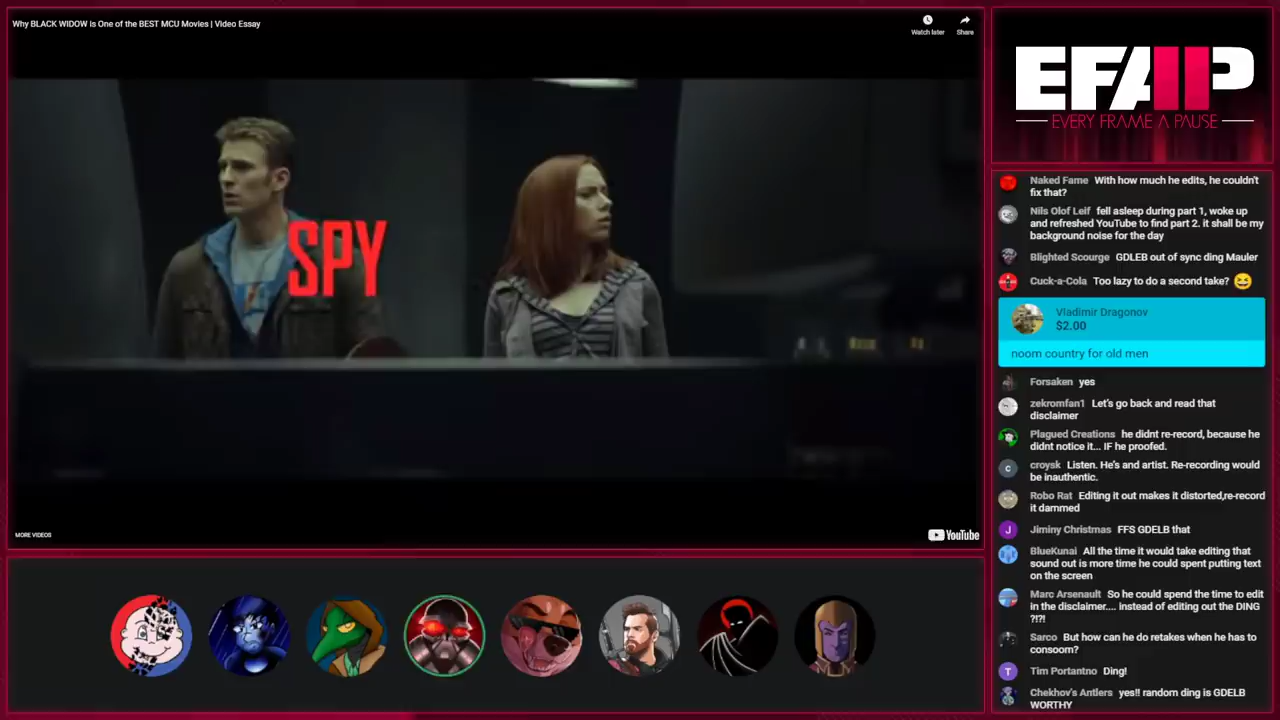 Why BLACK WIDOW is One of the BEST MCU Movies | Video Essay
Watch later
Share
SPY
MORE VIDEOS
YouTube
EFAP
EVERY FRAME A PAUSE
Naked Fame With how much he edits, he couldn't
fix that?
Nils Olof Leif fell asleep during part 1, woke up
and refreshed YouTube to find part 2. it shall be my
background noise for the day
Blighted Scourge GDLEB out of sync ding Mauler
Cuck-a-Cola Too lazy to do a second take? 😆
Vladimir Dragonov
$2.00
noom country for old men
Forsaken yes
zekromfan1 Let's go back and read that
disclaimer
Plagued Creations he didnt re-record, because he
didnt notice it... IF he proofed.
C
croysk Listen. He's and artist. Re-recording would
be inauthentic.
Robo Rat Editing it out makes it distorted,re-record
it dammed
J
Jiminy Christmas FFS GDELB that
BlueKunai All the time it would take editing that
sound out is more time he could spent putting text
on the screen
Marc Arsenault So he could spend the time to edit
in the disclaimer.... instead of editing out the DING
?!?!
Sarco But how can he do retakes when he has to
consoom?
T
Tim Portantno Ding!
Chekhov's Antlers yes!! random ding is GDELB
WORTHY